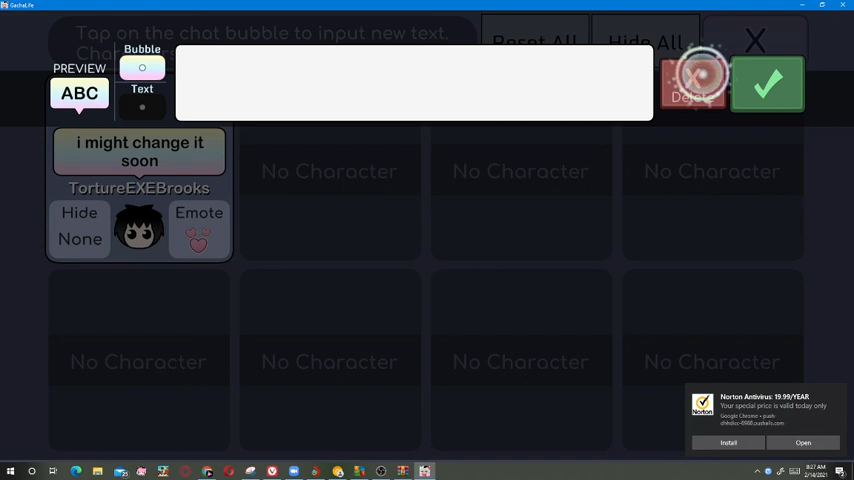 GachaLife
Tap on the chat bubble to input new text.
Reset All
Hide All
X
Bubble
PREVIEW
ABC
Text
X
Delete
i might change it
soon
TortureEXEBrooks
Hide
None
Emote
No Character
No Character
No Character
No Character
No Character
No Character
No Character
Norton Antivirus: 19.99/YEAR
Your special price is valid today only
Google Chrome • push-
Norton
Install
Open
8:27 AM
2/14/2021